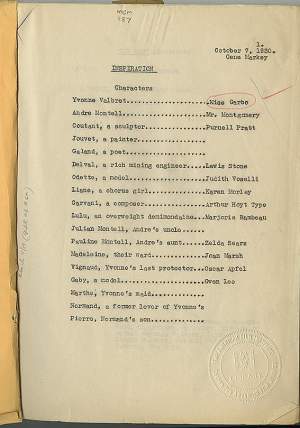 MGM
187
1.
October 7, 1930.
Gene Markey
INSPIRATION
Characters
Yvonne Valbret.....................Miss Garbo
Andre Montell......................Mr. Montgomery
Coutant, a sculptor................Purnell Pratt
Jouvet, a painter..................
Galand, a poet.....................
Delval, a rich mining engineer.....Lewis Stone
Odette, a model....................Judith Voselli
Liane, a chorus girl...............Karen Morley
Garvani, a composer................Arthur Hoyt Type
Lulu, an overweight demimondaine...Marjorie Rambeau
Julian Montell, Andre's uncle......
Pauline Montell, Andre's aunt......Zelda Sears
Madeleine, their ward..............Joan Marsh
Vignaud, Yvonne's last protector...Oscar Apfel
Gaby, a model......................Gwen Lee
Marthe, Yvonne's maid..............
Normand, a former lover of Yvonne's
Pierre, Normand's son..............